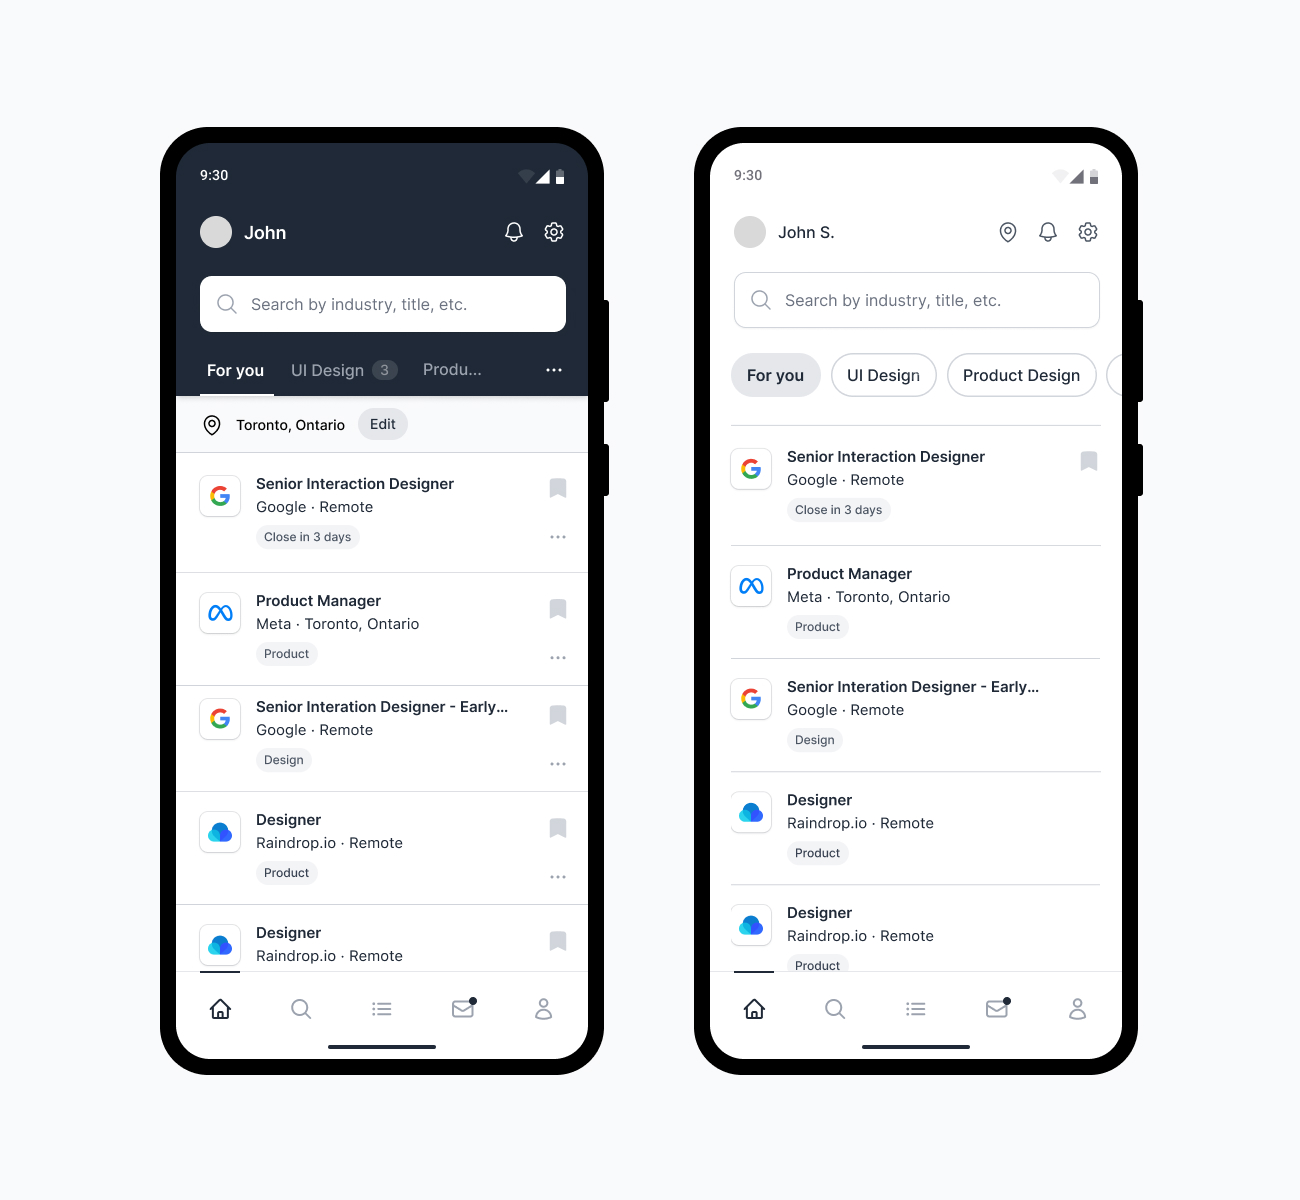 9:30
John
Search by industry, title, etc.
For you UI Design 3 Produ...
Toronto, Ontario Edit
Senior Interaction Designer
Google · Remote
Close in 3 days
Product Manager
Meta · Toronto, Ontario
Product
Senior Interation Designer - Early...
Google · Remote
Design
Designer
Raindrop.io · Remote
Product
Designer
Raindrop.io · Remote
9:30
John S.
Search by industry, title, etc.
For you UI Design Product Design
Senior Interaction Designer
Google · Remote
Close in 3 days
Product Manager
Meta · Toronto, Ontario
Product
Senior Interation Designer - Early...
Google · Remote
Design
Designer
Raindrop.io · Remote
Product
Designer
Raindrop.io · Remote
Product